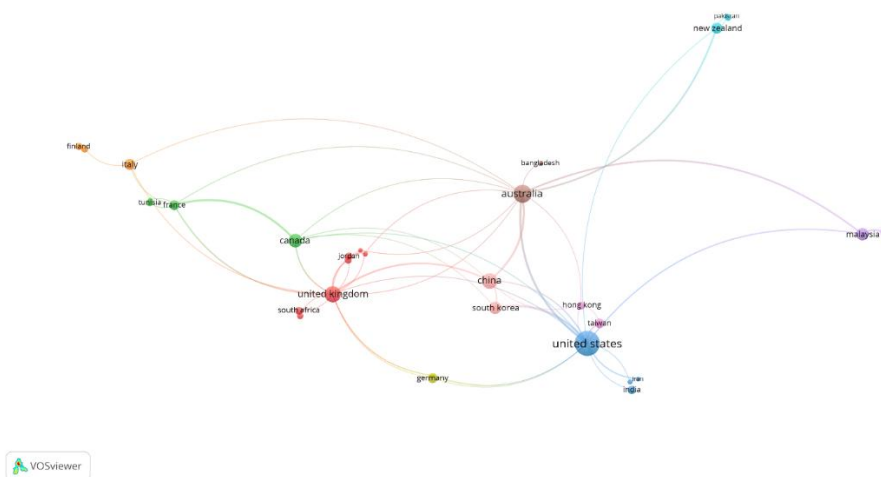 pakistan
new zealand
finland
italy
bangladesh
australia
tunisia
france
malaysia
canada
jordan
china
united kingdom
hong kong
south africa
south korea
taiwan
united states
germany
iran
india
VOSviewer